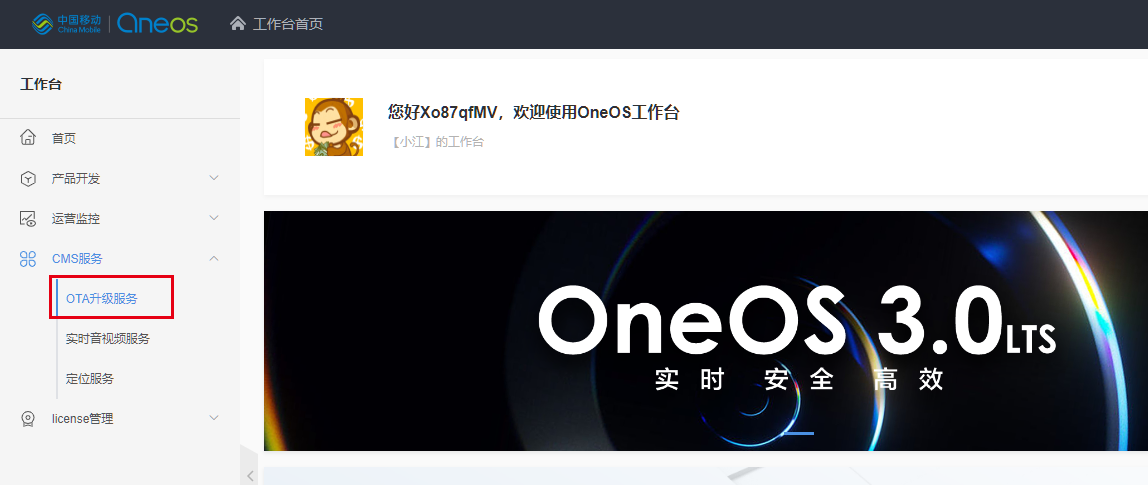 中国移动
China Mobile
OneOS
工作台首页
工作台
首页
产品开发
运营监控
CMS服务
OTA升级服务
实时音视频服务
定位服务
license管理
您好Xo87qfMV，欢迎使用OneOS工作台
【小江】的工作台
OneOS 3.0 LTS
实时 安全 高效